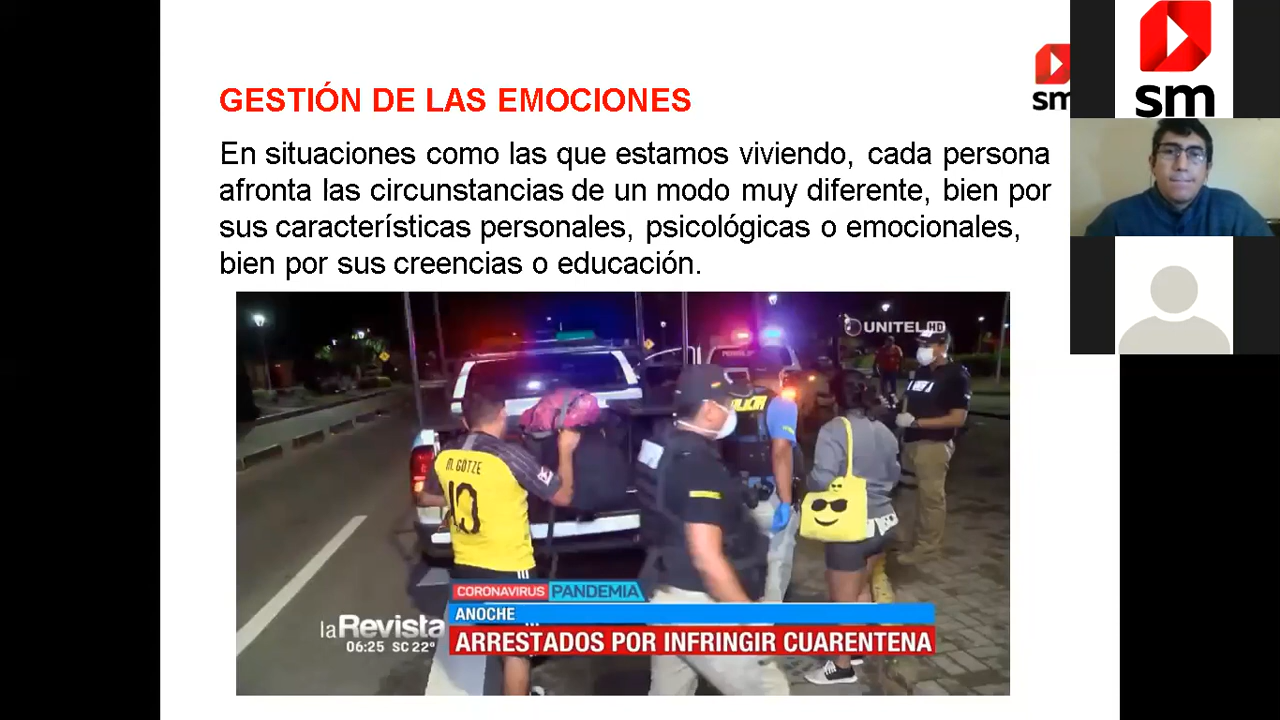 GESTIÓN DE LAS EMOCIONES
sm
sm
En situaciones como las que estamos viviendo, cada persona
afronta las circunstancias de un modo muy diferente, bien por
sus características personales, psicológicas o emocionales,
bien por sus creencias o educación.
UNITEL HD
POLICIA
M. GÖTZE
10
CORONAVIRUS PANDEMIA
ANOCHE
laRevista
ARRESTADOS POR INFRINGIR CUARENTENA
06:25 SC 22º